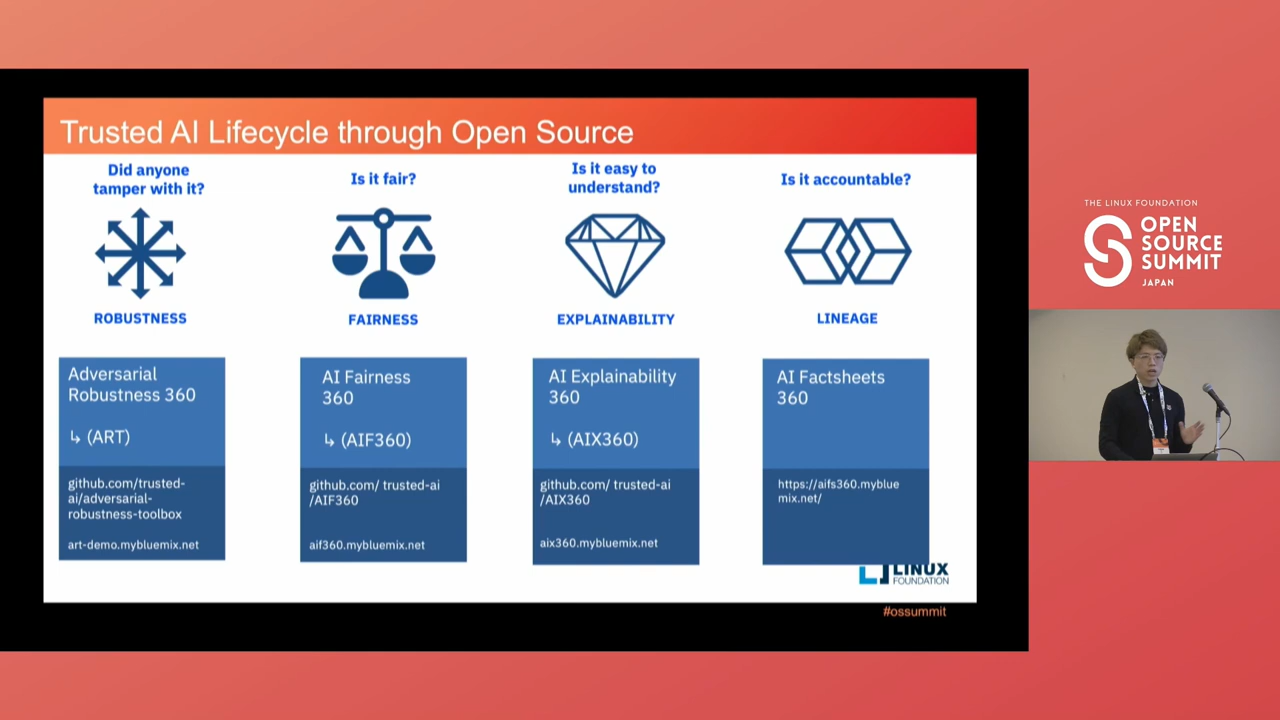 Trusted AI Lifecycle through Open Source
Did anyone
tamper with it?
ROBUSTNESS
Adversarial
Robustness 360
↳ (ART)
github.com/trusted-
ai/adversarial-
robustness-toolbox
art-demo.mybluemix.net
Is it fair?
FAIRNESS
AI Fairness
360
↳ (AIF360)
github.com/ trusted-ai
/AIF360
aif360.mybluemix.net
Is it easy to
understand?
EXPLAINABILITY
AI Explainability
360
↳ (AIX360)
github.com/ trusted-ai
/AIX360
aix360.mybluemix.net
Is it accountable?
LINEAGE
AI Factsheets
360
https://aifs360.myblue
mix.net/
LINUX
FOUNDATION
#ossummit
THE LINUX FOUNDATION
OPEN
SOURCE
SUMMIT
JAPAN